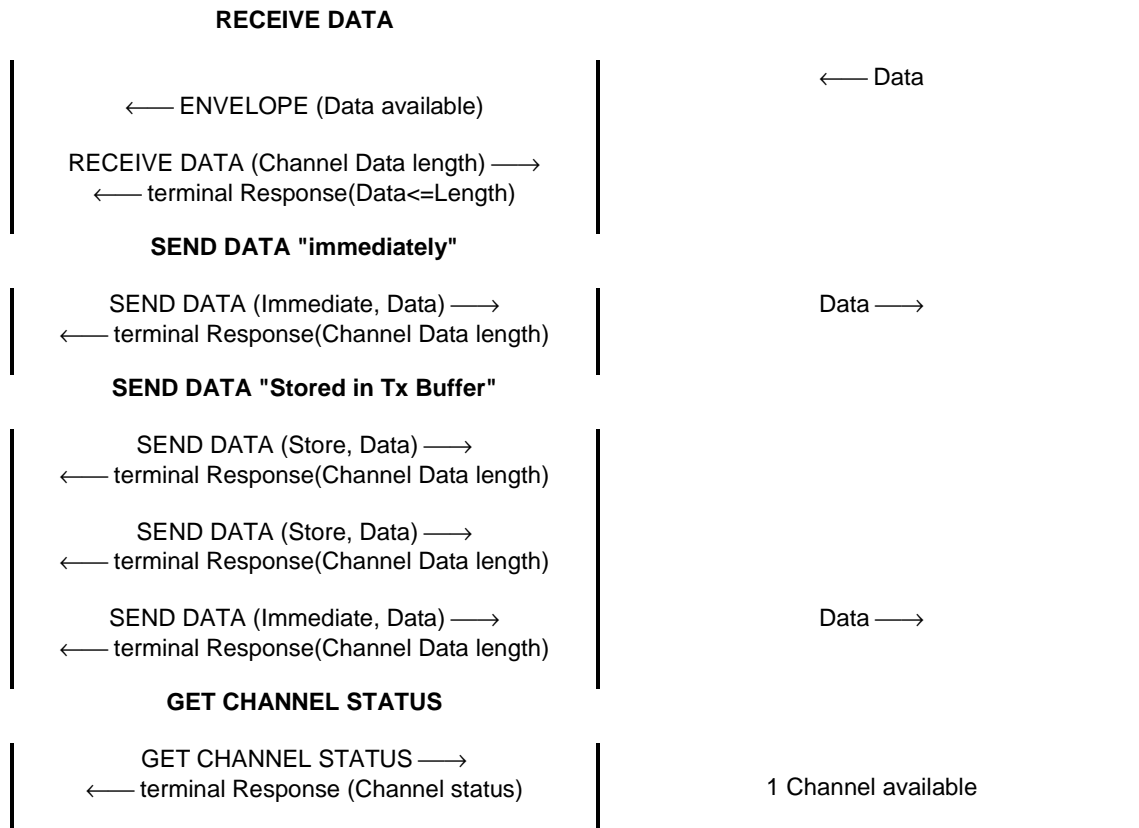 RECEIVE DATA
⟵ Data
⟵ ENVELOPE (Data available)
RECEIVE DATA (Channel Data length) ⟶
⟵ terminal Response(Data<=Length)
SEND DATA "immediately"
SEND DATA (Immediate, Data) ⟶ Data ⟶
⟵ terminal Response(Channel Data length)
SEND DATA "Stored in Tx Buffer"
SEND DATA (Store, Data) ⟶
⟵ terminal Response(Channel Data length)
SEND DATA (Store, Data) ⟶
⟵ terminal Response(Channel Data length)
SEND DATA (Immediate, Data) ⟶ Data ⟶
⟵ terminal Response(Channel Data length)
GET CHANNEL STATUS
GET CHANNEL STATUS ⟶
⟵ terminal Response (Channel status) 1 Channel available